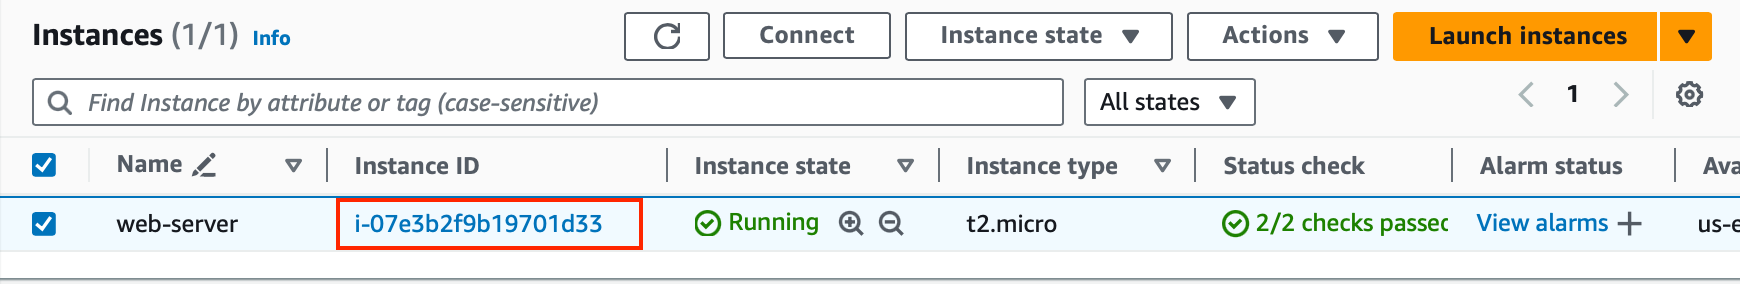 Instances (1/1) Info Connect Instance state Actions Launch instances
Find Instance by attribute or tag (case-sensitive) All states 1
Name Instance ID Instance state Instance type Status check Alarm status Ava
web-server i-07e3b2f9b19701d33 Running t2.micro 2/2 checks passec View alarms us-e